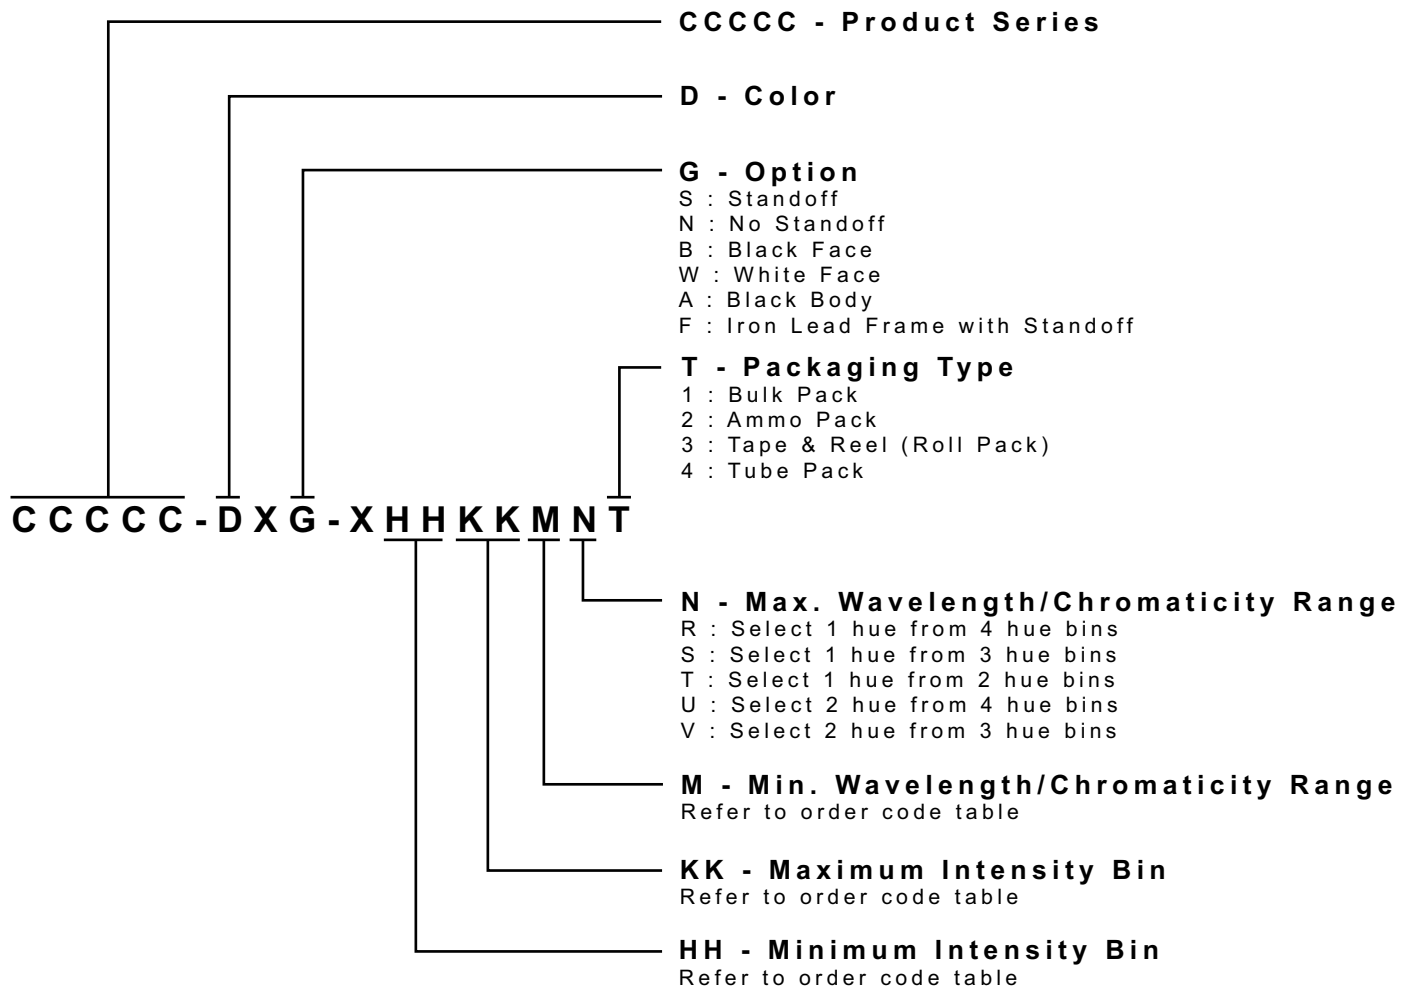 CCCCC - Product Series
D - Color
G - Option
S : Standoff
N : No Standoff
B : Black Face
W : White Face
A : Black Body
F : Iron Lead Frame with Standoff
T - Packaging Type
1 : Bulk Pack
2 : Ammo Pack
3 : Tape & Reel (Roll Pack)
4 : Tube Pack
CCCCC-DXG-XHHKKMNT
N - Max. Wavelength/Chromaticity Range
R : Select 1 hue from 4 hue bins
S : Select 1 hue from 3 hue bins
T : Select 1 hue from 2 hue bins
U : Select 2 hue from 4 hue bins
V : Select 2 hue from 3 hue bins
M - Min. Wavelength/Chromaticity Range
Refer to order code table
KK - Maximum Intensity Bin
Refer to order code table
HH - Minimum Intensity Bin
Refer to order code table